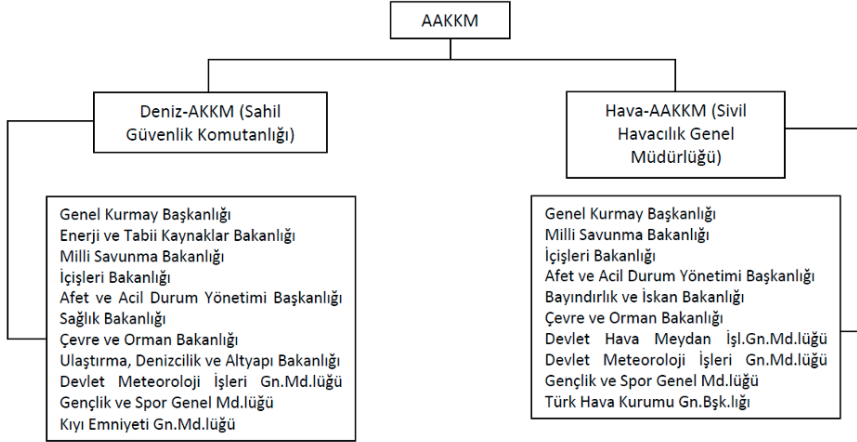 AAKKM
Deniz-AKKM (Sahil
Güvenlik Komutanlığı)
Hava-AAKKM (Sivil
Havacılık Genel
Müdürlüğü)
Genel Kurmay Başkanlığı
Enerji ve Tabii Kaynaklar Bakanlığı
Milli Savunma Bakanlığı
İçişleri Bakanlığı
Afet ve Acil Durum Yönetimi Başkanlığı
Sağlık Bakanlığı
Çevre ve Orman Bakanlığı
Ulaştırma, Denizcilik ve Altyapı Bakanlığı
Devlet Meteoroloji İşleri Gn.Md.lüğü
Gençlik ve Spor Genel Md.lüğü
Kıyı Emniyeti Gn.Md.lüğü
Genel Kurmay Başkanlığı
Milli Savunma Bakanlığı
İçişleri Bakanlığı
Afet ve Acil Durum Yönetimi Başkanlığı
Bayındırlık ve İskan Bakanlığı
Çevre ve Orman Bakanlığı
Devlet Hava Meydan İşl.Gn.Md.lüğü
Devlet Meteoroloji İşleri Gn.Md.lüğü
Gençlik ve Spor Genel Md.lüğü
Türk Hava Kurumu Gn.Bşk.lığı